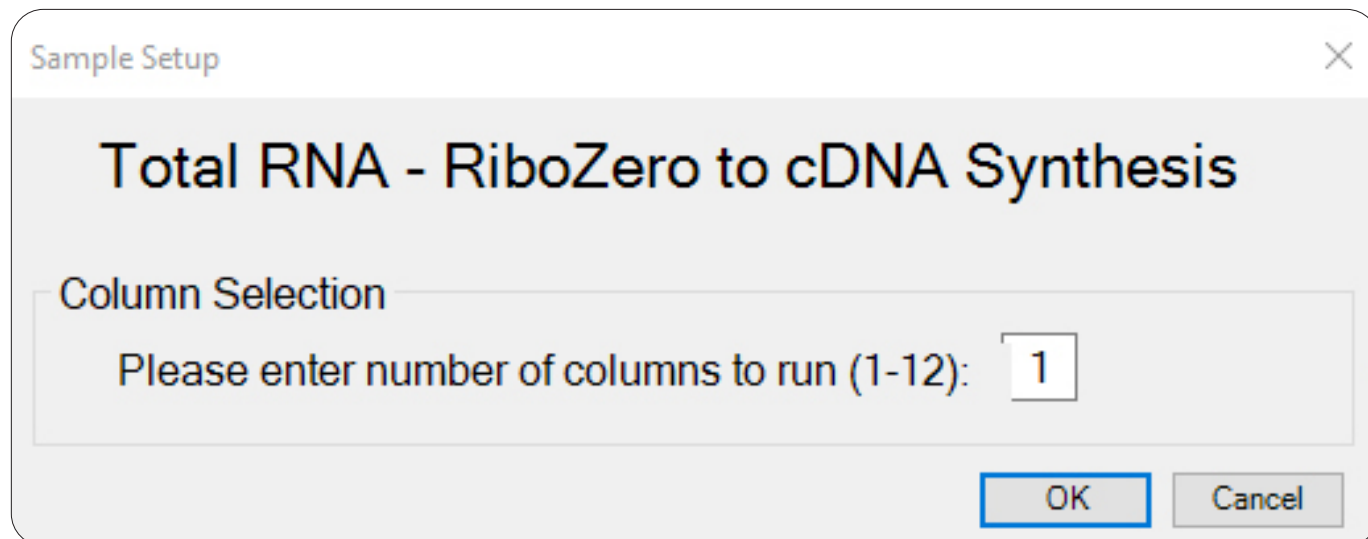 Sample Setup
Total RNA - RiboZero to cDNA Synthesis
Column Selection
Please enter number of columns to run (1-12): 1
OK Cancel